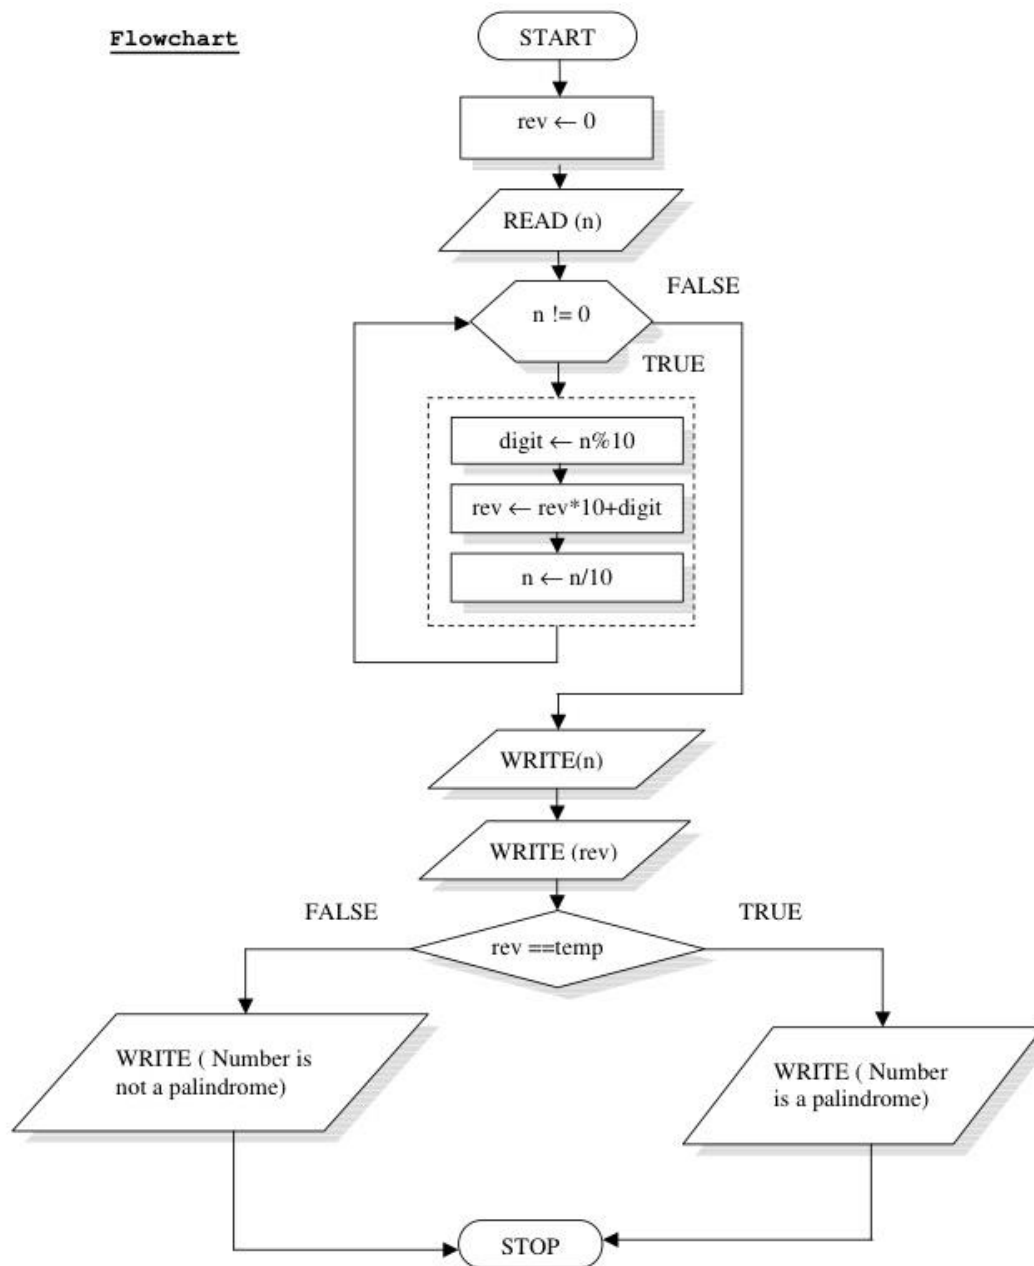 Flowchart
START
rev ← 0
READ (n)
FALSE
n != 0
TRUE
digit ← n%10
rev ← rev*10+digit
n ← n/10
WRITE(n)
WRITE (rev)
FALSE
TRUE
rev ==temp
WRITE ( Number is
not a palindrome)
WRITE ( Number
is a palindrome)
STOP